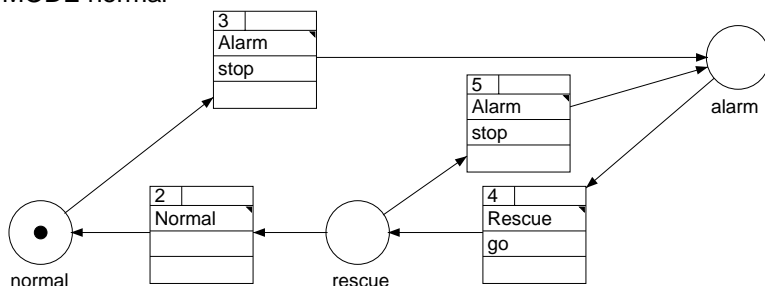 MODE normal
3
Alarm
stop
5
Alarm
stop
alarm
2
Normal
4
Rescue
go
normal
rescue